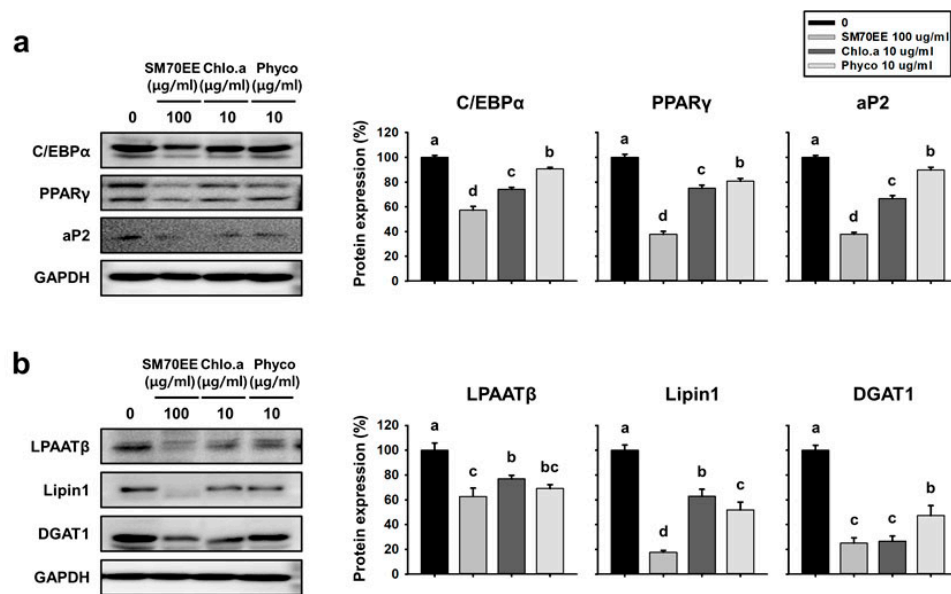 a
SM70EE Chlo.a Phyco
(μg/ml) (μg/ml) (μg/ml)
0 100 10 10
C/EBPα
PPARγ
aP2
GAPDH
0
SM70EE 100 ug/ml
Chlo.a 10 ug/ml
Phyco 10 ug/ml
C/EBPα PPARγ aP2
Protein expression (%)
120
100
80
60
40
20
0
a d c b
a d c b
a d c b
b
SM70EE Chlo.a Phyco
(μg/ml) (μg/ml) (μg/ml)
0 100 10 10
LPAATβ
Lipin1
DGAT1
GAPDH
LPAATβ Lipin1 DGAT1
Protein expression (%)
120
100
80
60
40
20
0
a c b bc
a d b c
a c c b